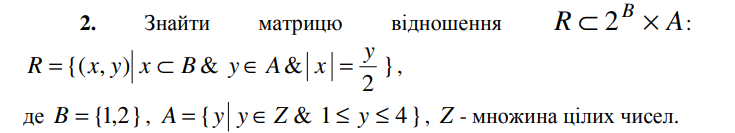 2. Знайти матрицю відношення R ⊂ 2^B × A:
R = {(x, y)| x ⊂ B & y ∈ A & |x| = y/2 },
де B = {1,2}, A = {y| y ∈ Z & 1 ≤ y ≤ 4}, Z - множина цілих чисел.